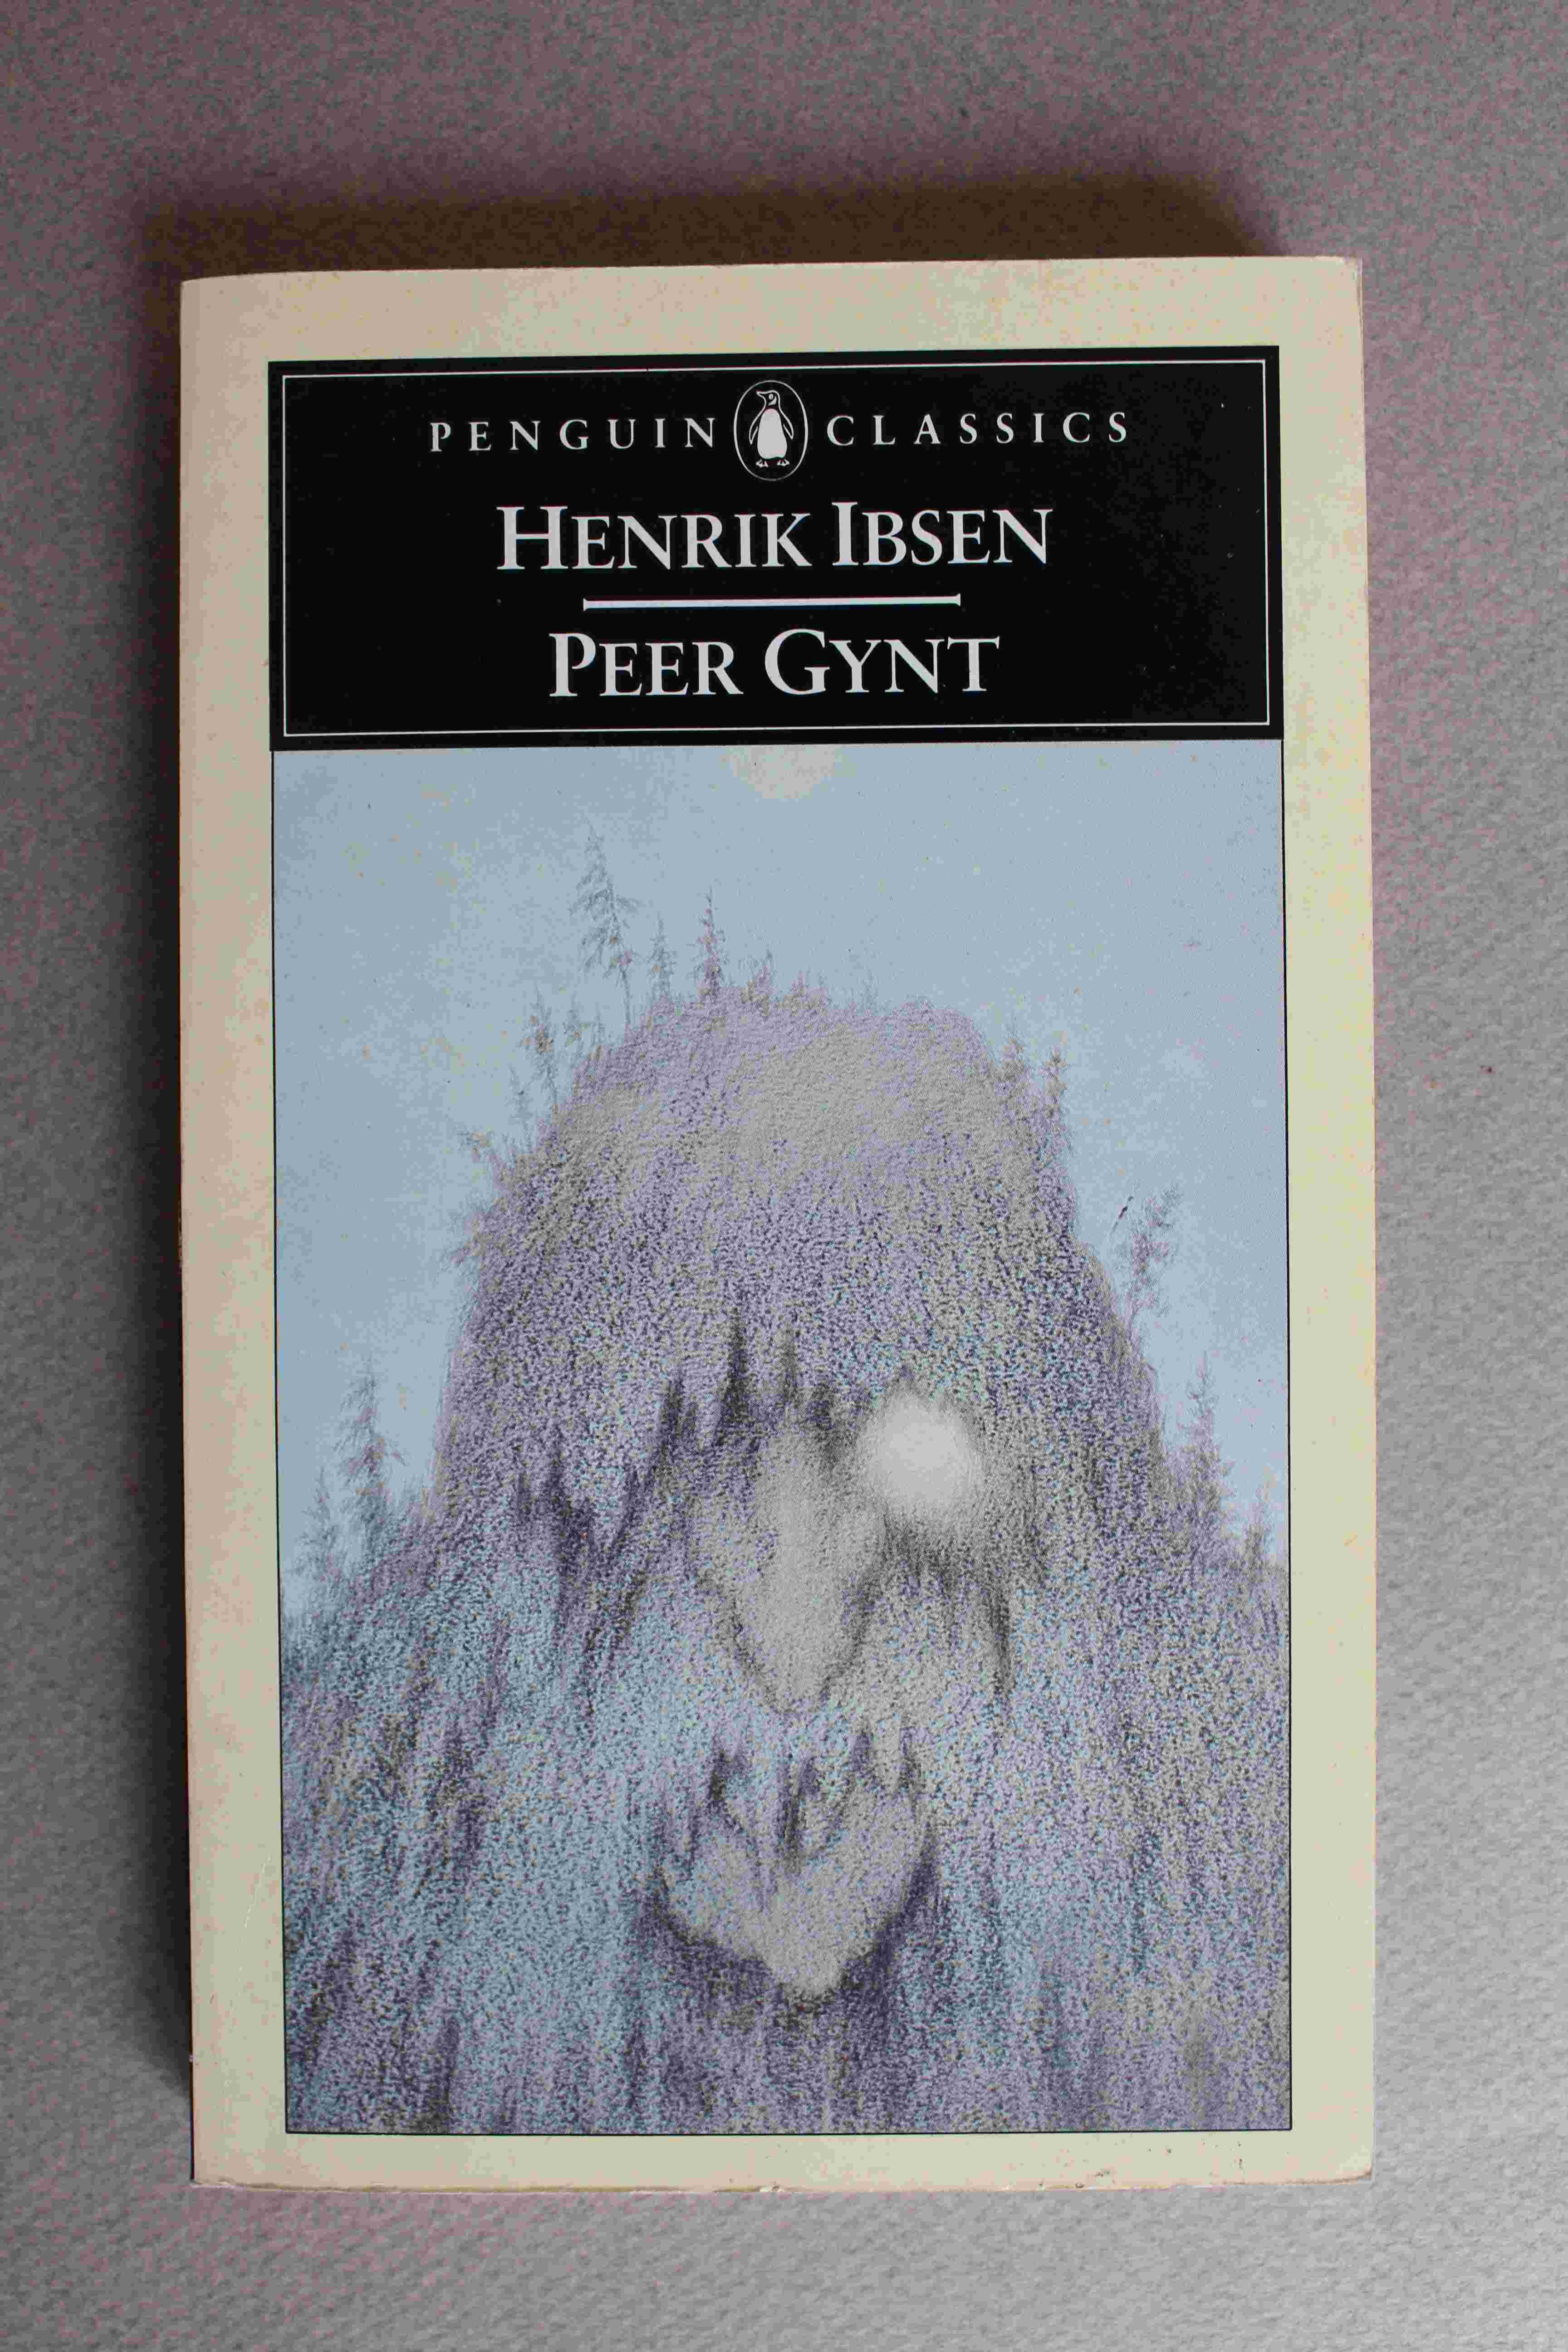 PENGUIN CLASSICS
HENRIK IBSEN
PEER GYNT